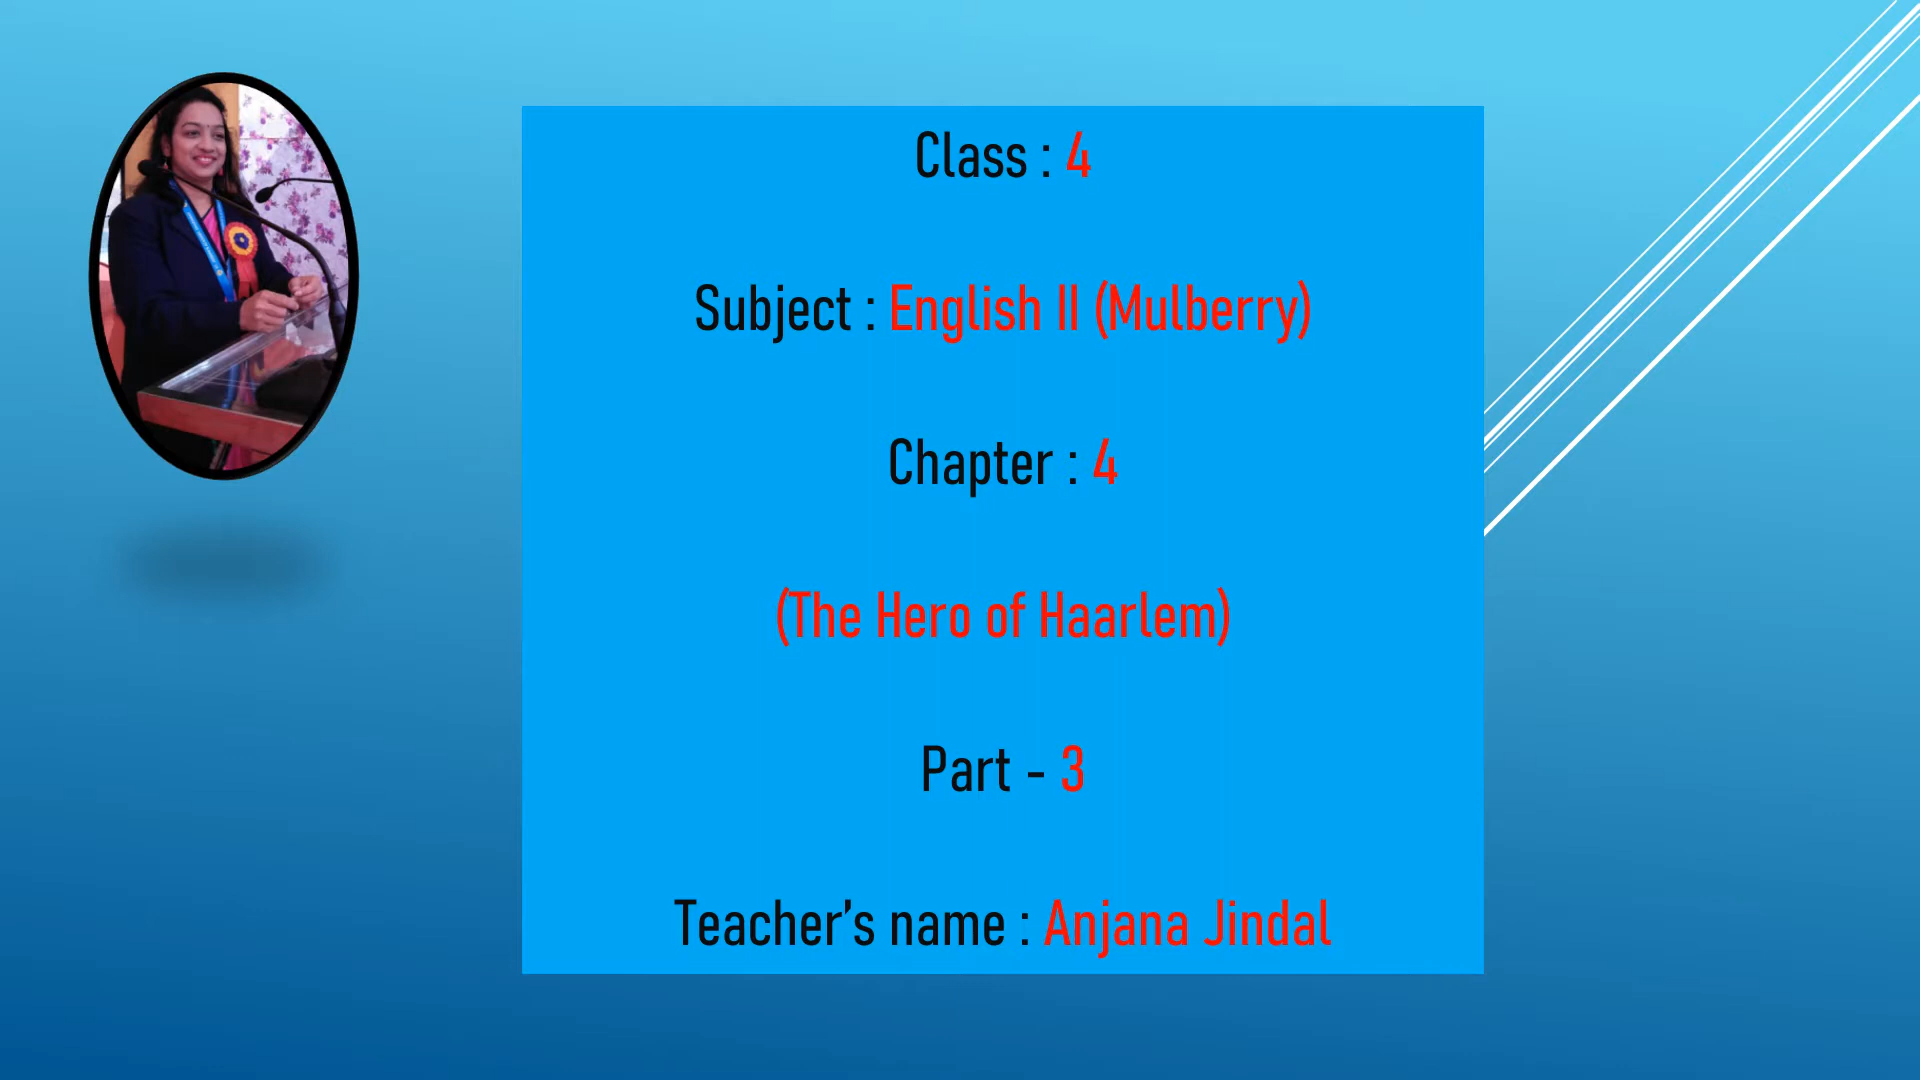 Class : 4
Subject : English II (Mulberry)
Chapter : 4
(The Hero of Haarlem)
Part - 3
Teacher’s name : Anjana Jindal